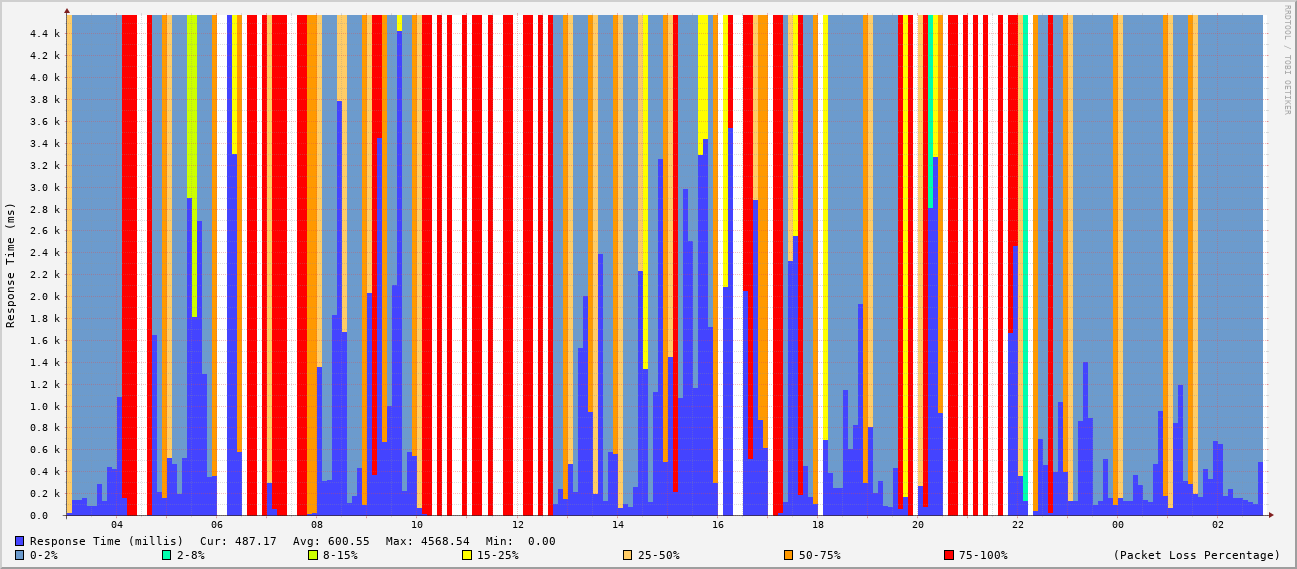 RRDTOOL / TOBI OETIKER
Response Time (ms)
4.4 k
4.2 k
4.0 k
3.8 k
3.6 k
3.4 k
3.2 k
3.0 k
2.8 k
2.6 k
2.4 k
2.2 k
2.0 k
1.8 k
1.6 k
1.4 k
1.2 k
1.0 k
0.8 k
0.6 k
0.4 k
0.2 k
0.0
04 06 08 10 12 14 16 18 20 22 00 02
Response Time (millis) Cur: 487.17 Avg: 600.55 Max: 4568.54 Min: 0.00
0-2% 2-8% 8-15% 15-25% 25-50% 50-75% 75-100% (Packet Loss Percentage)